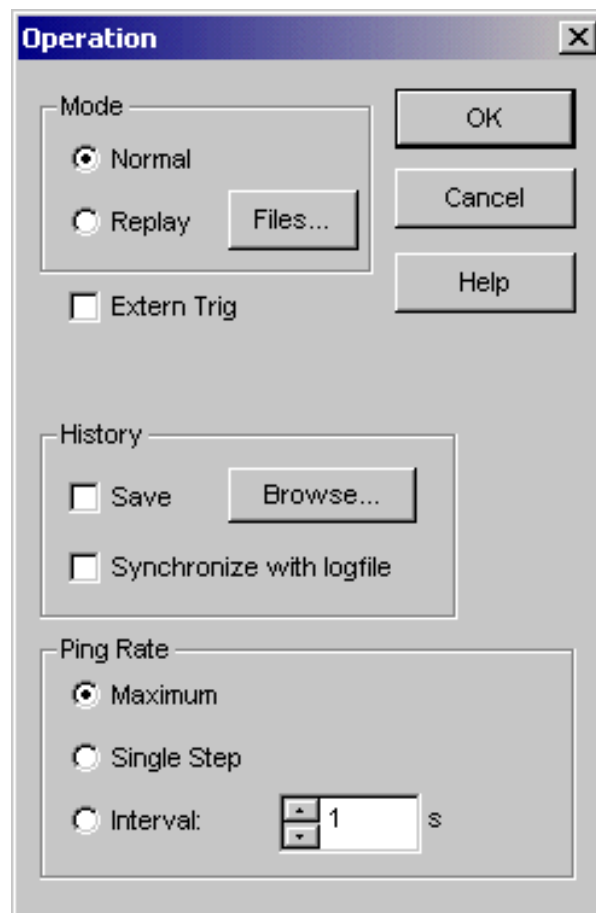 Operation
Mode
Normal
Replay
Files...
OK
Cancel
Help
Extern Trig
History
Save
Browse...
Synchronize with logfile
Ping Rate
Maximum
Single Step
Interval: 1 s